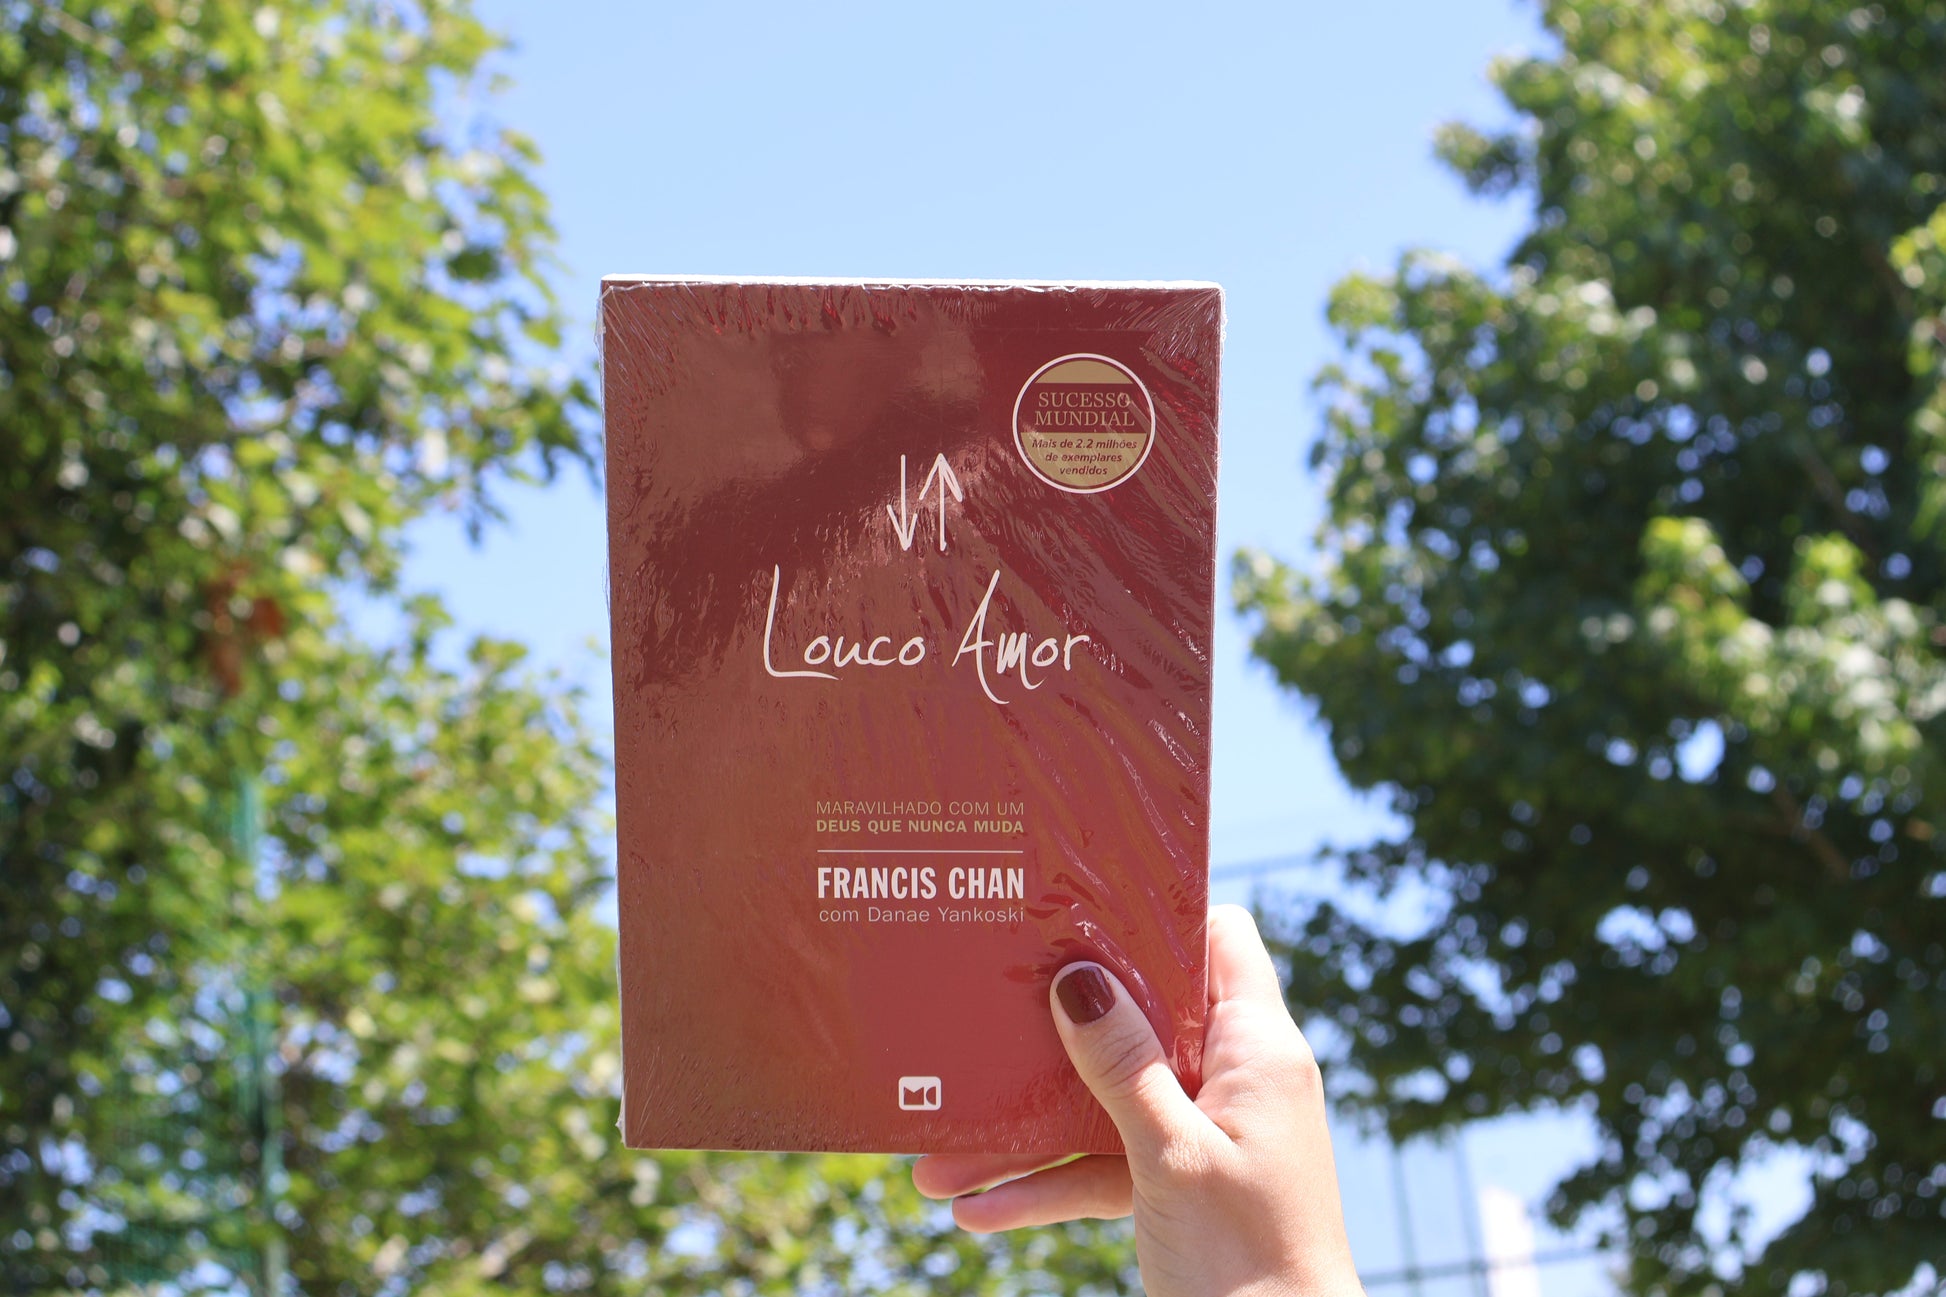 SUCESSO
MUNDIAL
Mais de 2.2 milhões
de exemplares
vendidos
Louco Amor
MARAVILHADO COM UM
DEUS QUE NUNCA MUDA
FRANCIS CHAN
com Danae Yankoski
MC